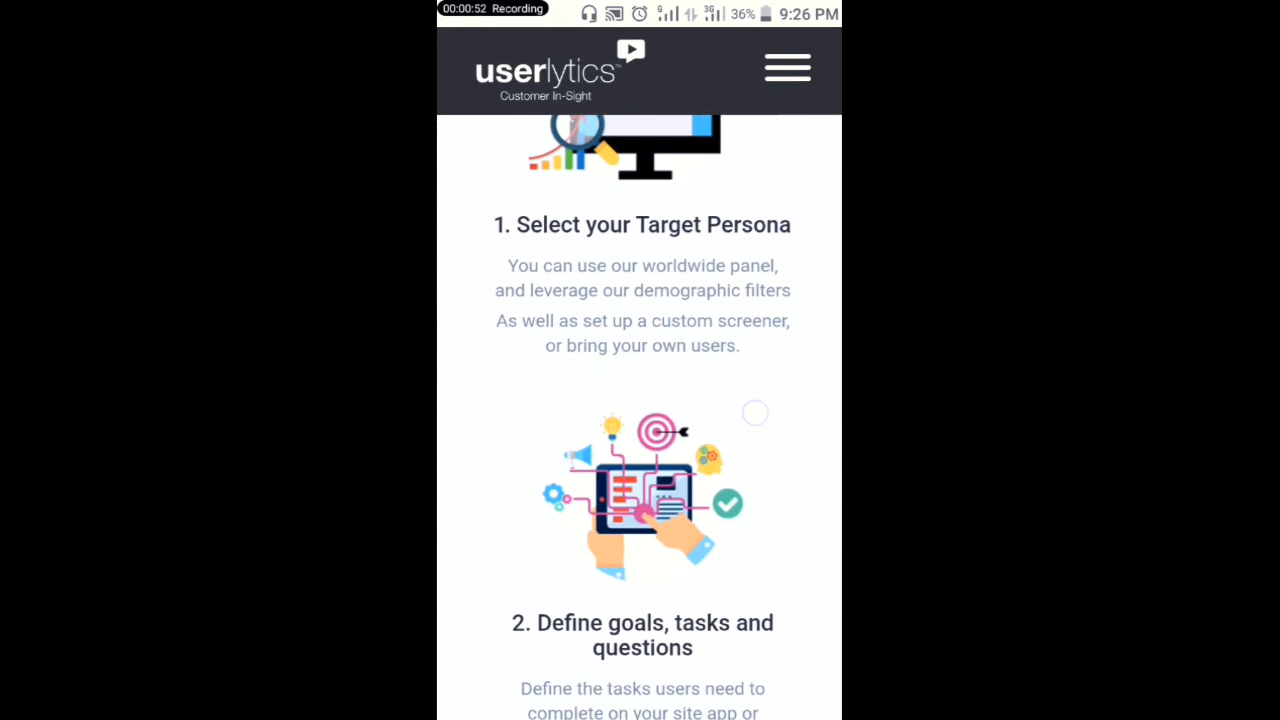 00:00:52 Recording
G 3G 36% 9:26 PM
userlytics™
Customer In-Sight
1. Select your Target Persona
You can use our worldwide panel,
and leverage our demographic filters
As well as set up a custom screener,
or bring your own users.
2. Define goals, tasks and
questions
Define the tasks users need to
complete on your site app or